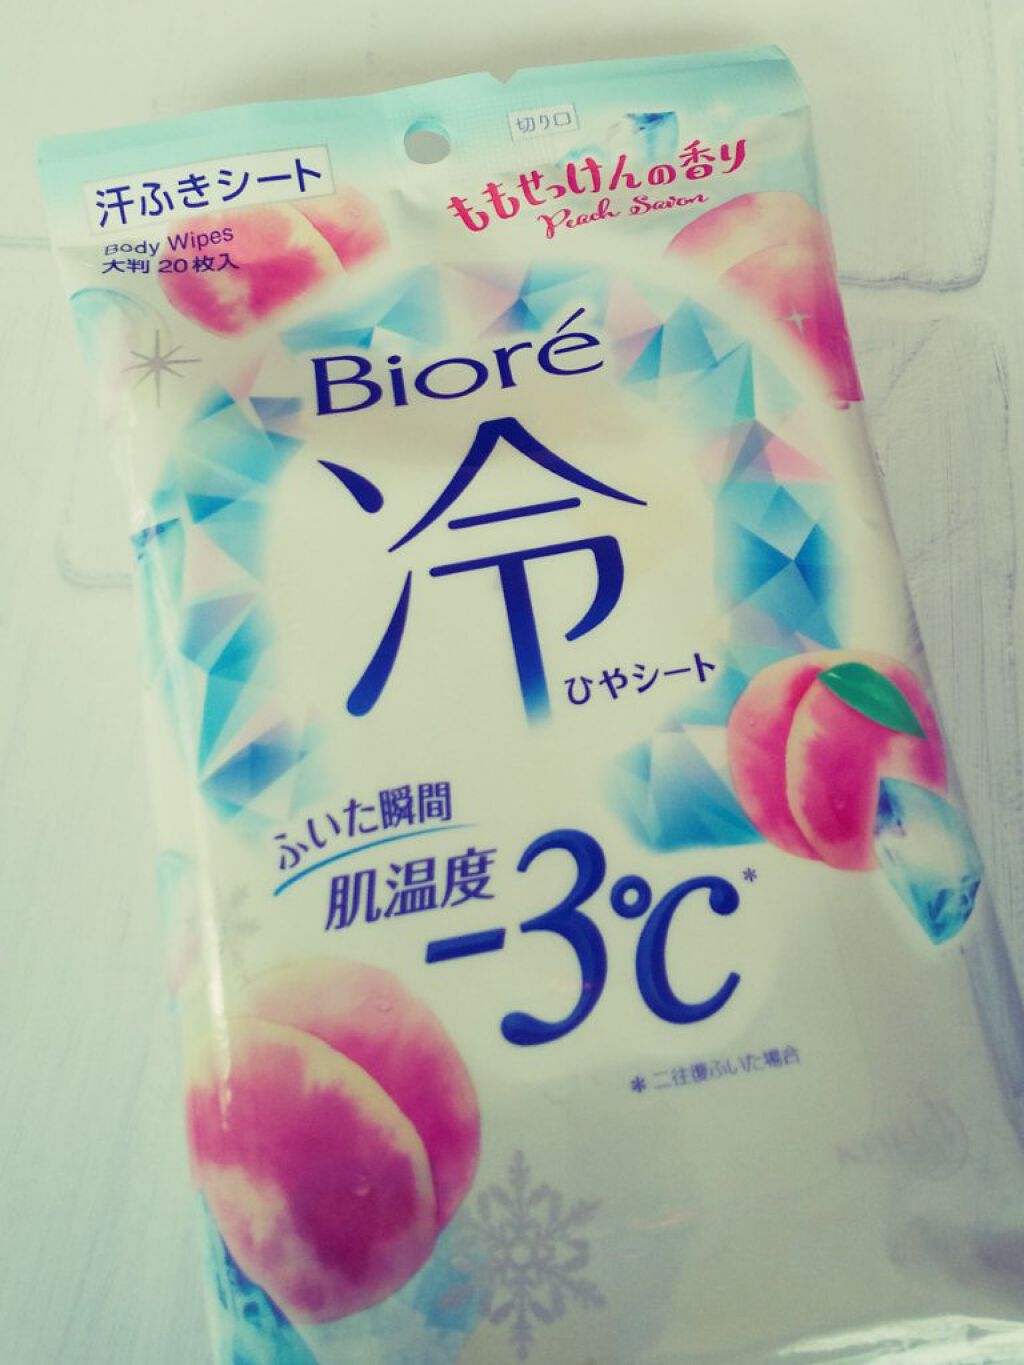 切り口
汗ふきシート
Body Wipes
大判 20枚入
ももせっけんの香り
Peach Savon
Bioré
冷
ひやシート
ふいた瞬間
肌温度
-3℃*
* 二往復ふいた場合